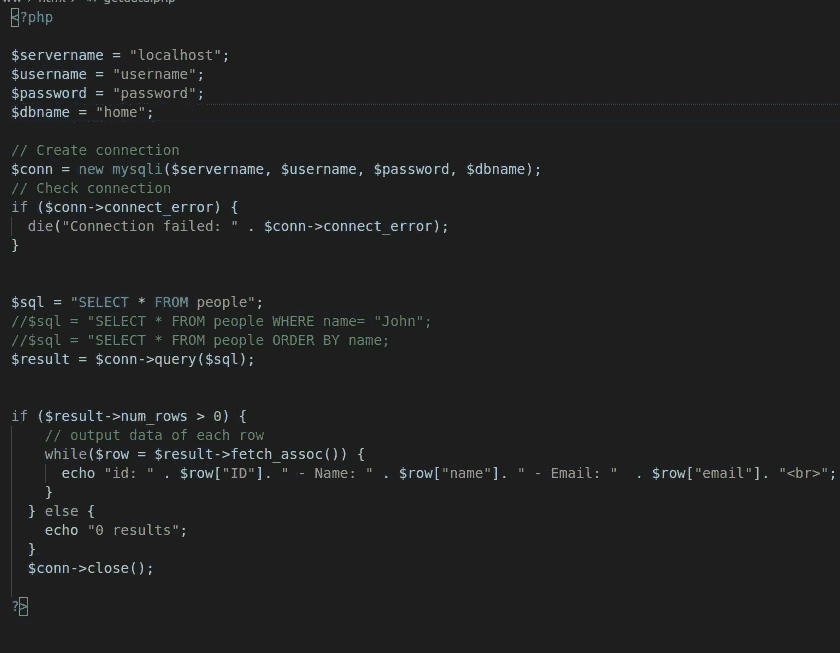 <?php
$servername = "localhost";
$username = "username";
$password = "password";
$dbname = "home";
// Create connection
$conn = new mysqli($servername, $username, $password, $dbname);
// Check connection
if ($conn->connect_error) {
die("Connection failed: " . $conn->connect_error);
}
$sql = "SELECT * FROM people";
//$sql = "SELECT * FROM people WHERE name= "John";
//$sql = "SELECT * FROM people ORDER BY name;
$result = $conn->query($sql);
if ($result->num_rows > 0) {
// output data of each row
while($row = $result->fetch_assoc()) {
echo "id: " . $row["ID"]. " - Name: " . $row["name"]. " - Email: "  . $row["email"]. "<br>";
}
} else {
echo "0 results";
}
$conn->close();
?>